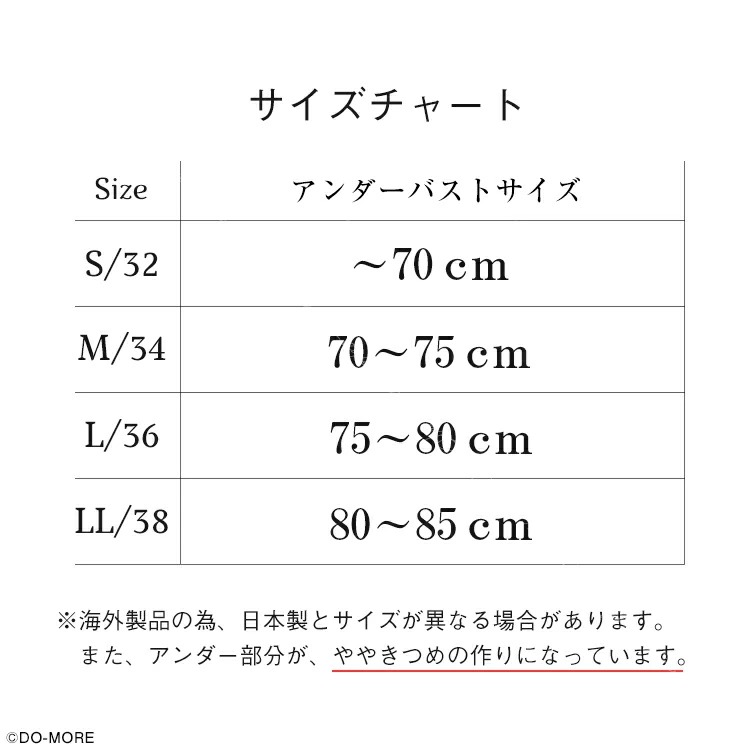 サイズチャート
Size アンダーバストサイズ
S/32 ～70 cm
M/34 70～75 cm
L/36 75～80 cm
LL/38 80～85 cm
※海外製品の為、日本製とサイズが異なる場合があります。
また、アンダー部分が、ややきつめの作りになっています。
©DO-MORE